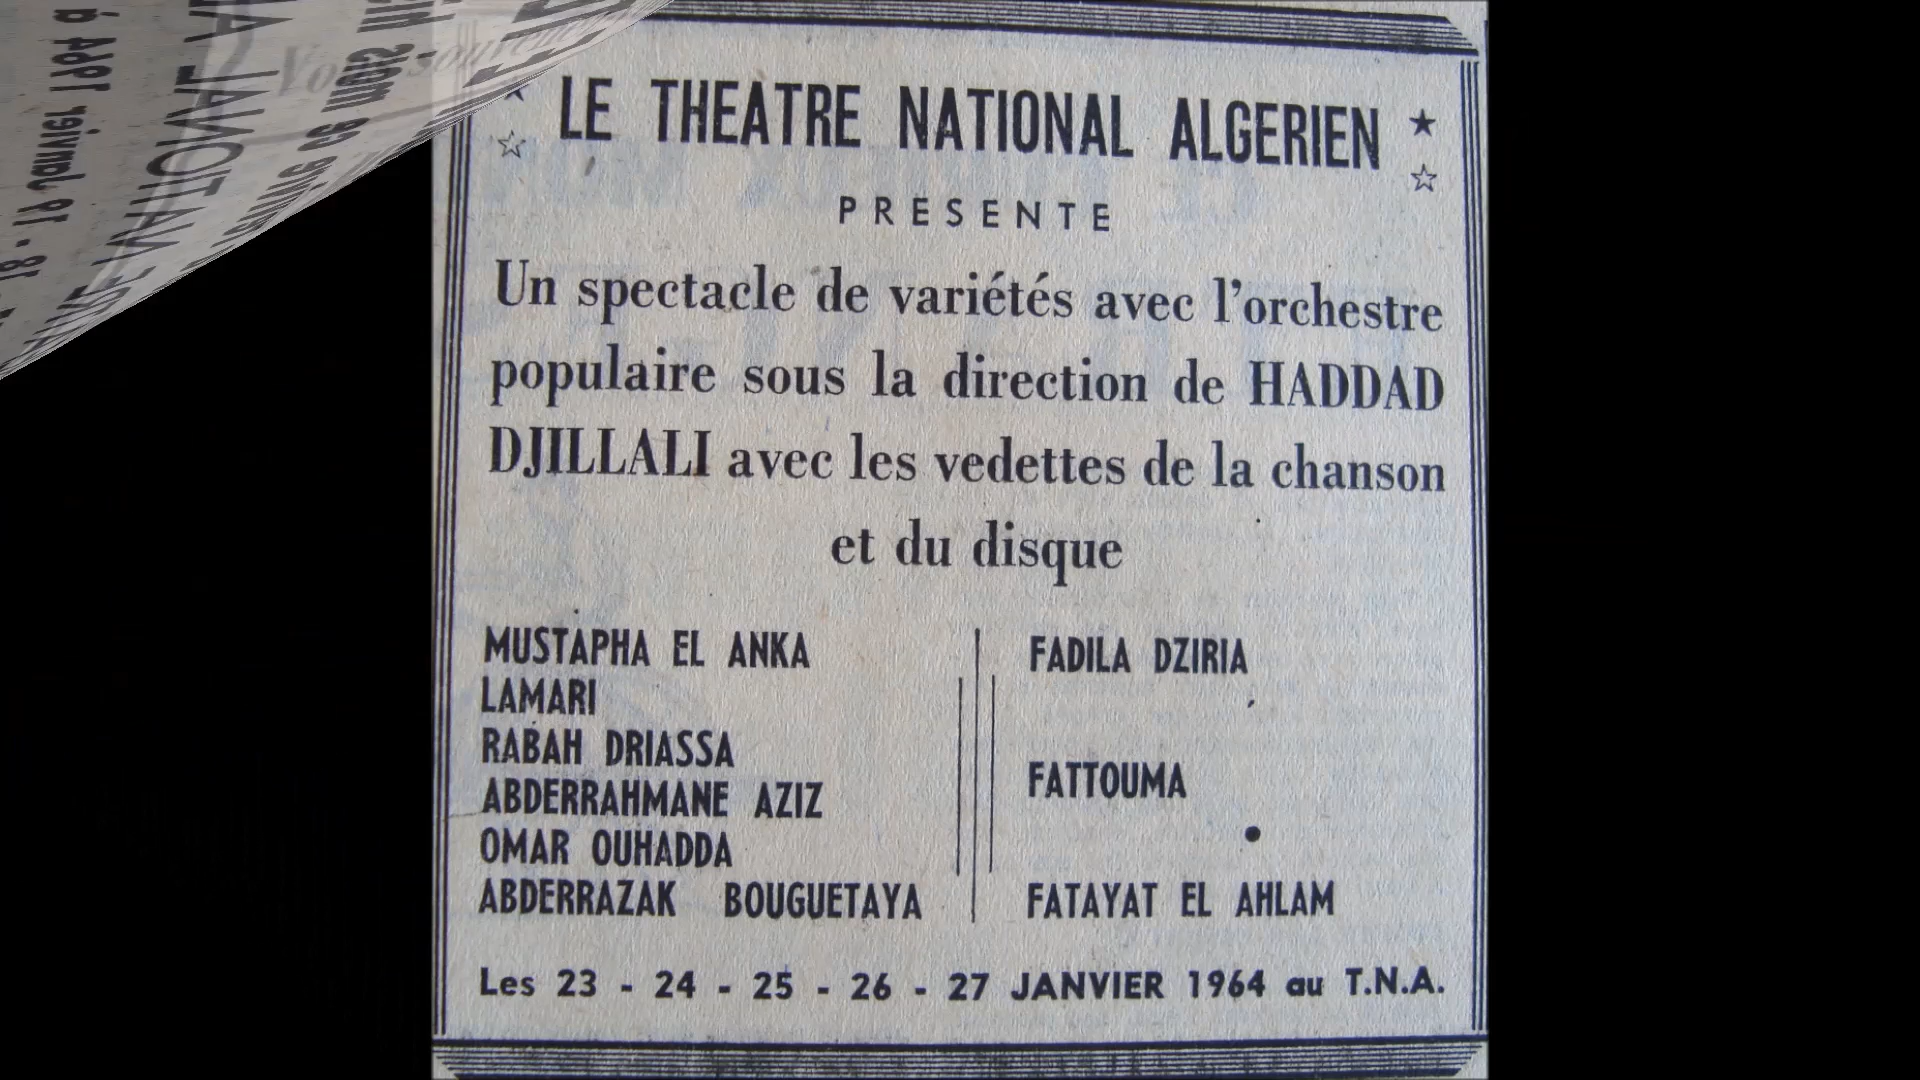 LE THEATRE NATIONAL ALGERIEN
PRESENTE
Un spectacle de variétés avec l'orchestre
populaire sous la direction de HADDAD
DJILLALI avec les vedettes de la chanson
et du disque
MUSTAPHA EL ANKA
LAMARI
RABAH DRIASSA
ABDERRAHMANE AZIZ
OMAR OUHADDA
ABDERRAZAK BOUGUETAYA
FADILA DZIRIA
FATTOUMA
FATAYAT EL AHLAM
Les 23 - 24 - 25 - 26 - 27 JANVIER 1964 au T.N.A.